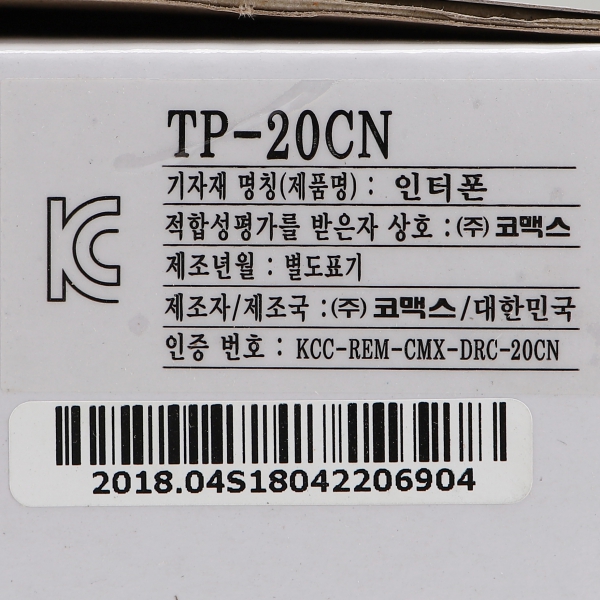 TP-20CN
기자재 명칭(제품명) : 인터폰
적합성평가를 받은자 상호 : (주) 코맥스
제조년월 : 별도표기
제조자/제조국 : (주) 코맥스/대한민국
인증 번호 : KCC-REM-CMX-DRC-20CN
2018.04S18042206904